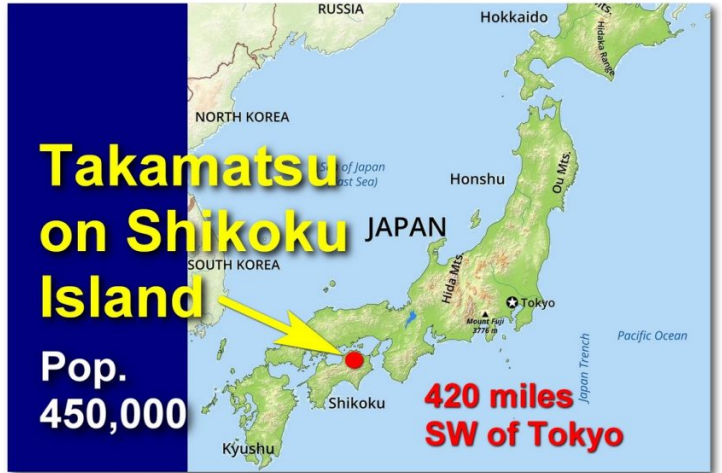 RUSSIA
Hokkaido
Mts.
Hidaka Range
NORTH KOREA
Takamatsu
on Shikoku
Island
Sea of Japan
(East Sea)
Honshu
Ou Mts.
JAPAN
SOUTH KOREA
Hida Mts.
Tokyo
Mount Fuji
3776 m
Japan Trench
Pacific Ocean
Pop.
450,000
Shikoku
420 miles
SW of Tokyo
Kyushu